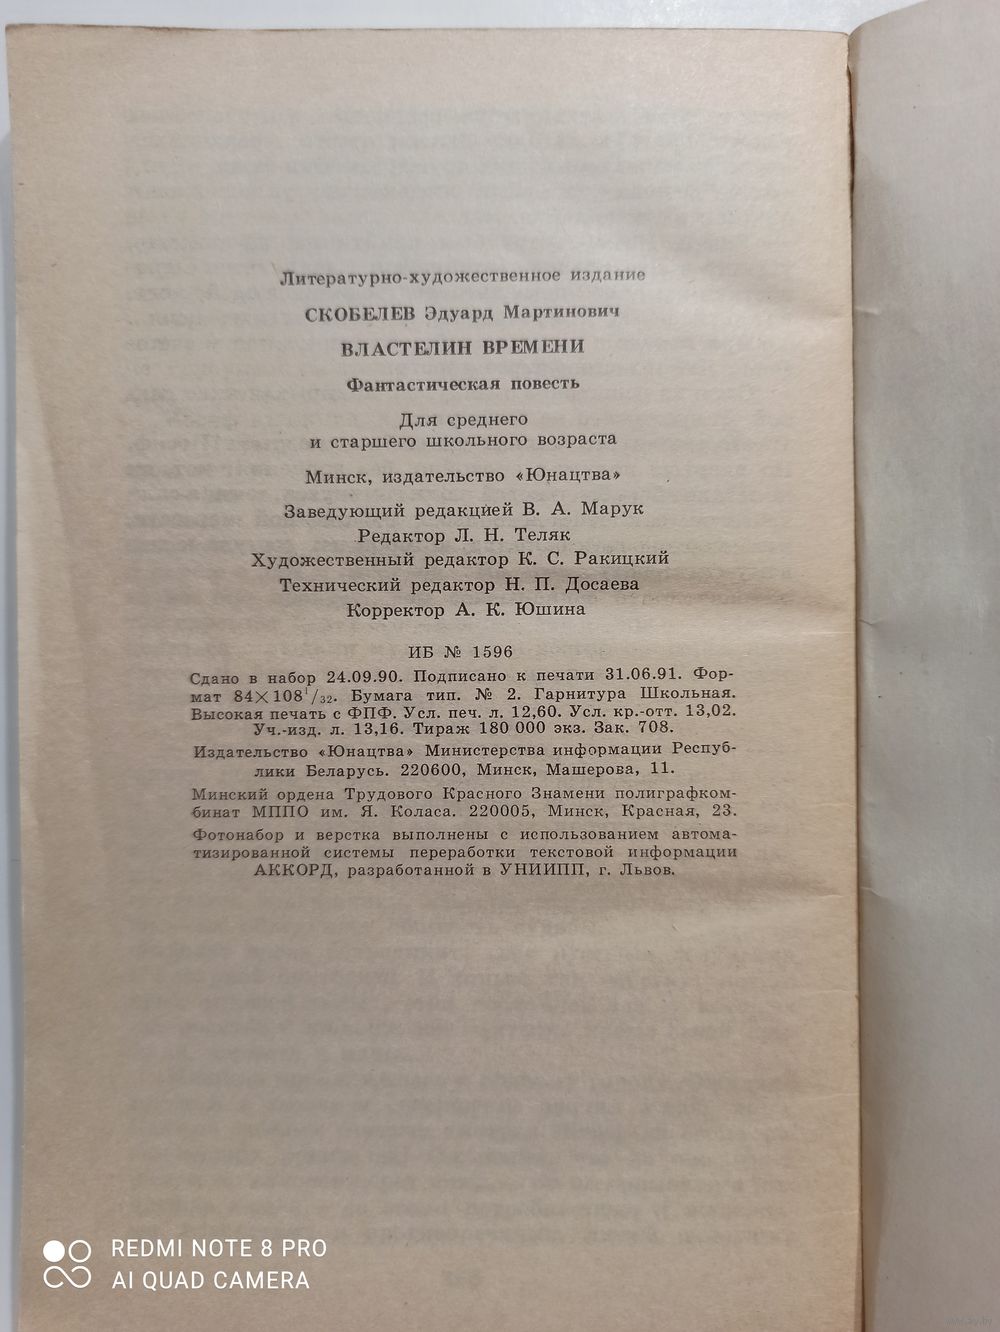 Литературно-художественное издание
СКОБЕЛЕВ Эдуард Мартинович
ВЛАСТЕЛИН ВРЕМЕНИ
Фантастическая повесть
Для среднего
и старшего школьного возраста
Минск, издательство «Юнацтва»
Заведующий редакцией В. А. Марук
Редактор Л. Н. Теляк
Художественный редактор К. С. Ракицкий
Технический редактор Н. П. Досаева
Корректор А. К. Юшина
ИБ № 1596
Сдано в набор 24.09.90. Подписано к печати 31.06.91. Фор-
мат 84×108 1/32. Бумага тип. № 2. Гарнитура Школьная.
Высокая печать с ФПФ. Усл. печ. л. 12,60. Усл. кр.-отт. 13,02.
Уч.-изд. л. 13,16. Тираж 180 000 экз. Зак. 708.
Издательство «Юнацтва» Министерства информации Респуб-
лики Беларусь. 220600, Минск, Машерова, 11.
Минский ордена Трудового Красного Знамени полиграфком-
бинат МППО им. Я. Коласа. 220005, Минск, Красная, 23.
Фотонабор и верстка выполнены с использованием автома-
тизированной системы переработки текстовой информации
АККОРД, разработанной в УНИИПП, г. Львов.
REDMI NOTE 8 PRO
AI QUAD CAMERA